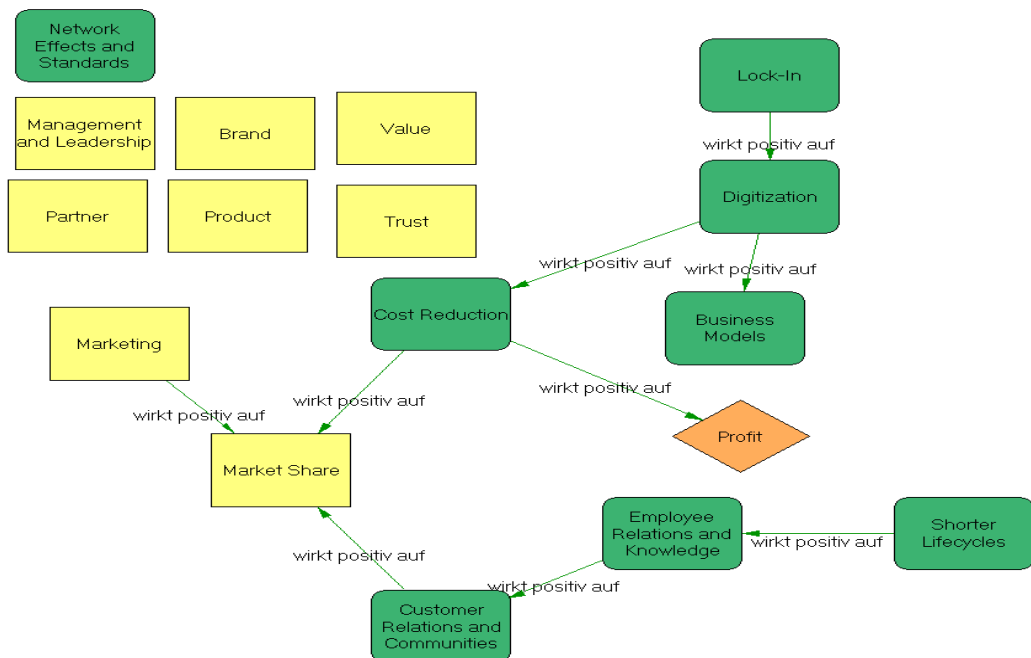 Network
Effects and
Standards
Lock-In
Management
and Leadership
Brand
Value
wirkt positiv auf
Partner
Product
Trust
Digitization
wirkt positiv auf
wirkt positiv auf
Cost Reduction
Business
Models
Marketing
wirkt positiv auf
wirkt positiv auf
wirkt positiv auf
Profit
Market Share
Employee
Relations and
Knowledge
Shorter
Lifecycles
wirkt positiv auf
wirkt positiv auf
wirkt positiv auf
Customer
Relations and
Communities